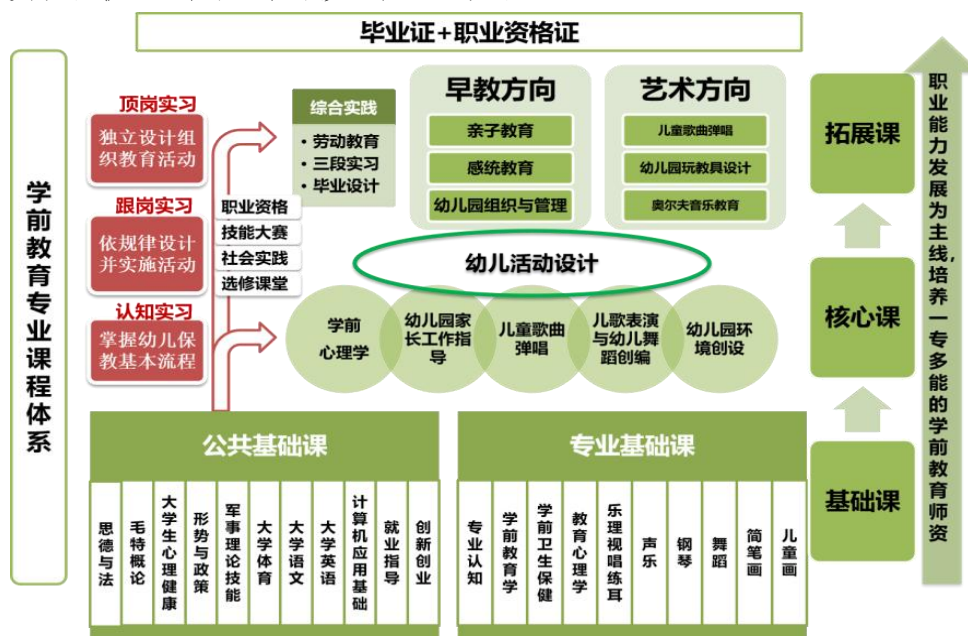 毕业证+职业资格证
学前教育专业课程体系
顶岗实习
独立设计组
织教育活动
跟岗实习
依规律设计
并实施活动
认知实习
掌握幼儿保
教基本流程
综合实践
• 劳动教育
• 三段实习
• 毕业设计
职业资格
技能大赛
社会实践
选修课堂
早教方向
亲子教育
感统教育
幼儿园组织与管理
艺术方向
儿童歌曲弹唱
幼儿园玩教具设计
奥尔夫音乐教育
幼儿活动设计
学前
心理学
幼儿园家
长工作指
导
儿童歌曲
弹唱
儿歌表演
与幼儿舞
蹈创编
幼儿园环
境创设
公共基础课
思德与法
毛特概论
大学生心理健康
形势与政策
军事理论技能
大学体育
大学语文
大学英语
计算机应用基础
就业指导
创新创业
专业基础课
专业认知
学前教育学
学前卫生保健
教育心理学
乐理视唱练耳
声乐
钢琴
舞蹈
简笔画
儿童画
拓展课
核心课
基础课
职业能力发展为主线，培养一专多能的学前教育师资